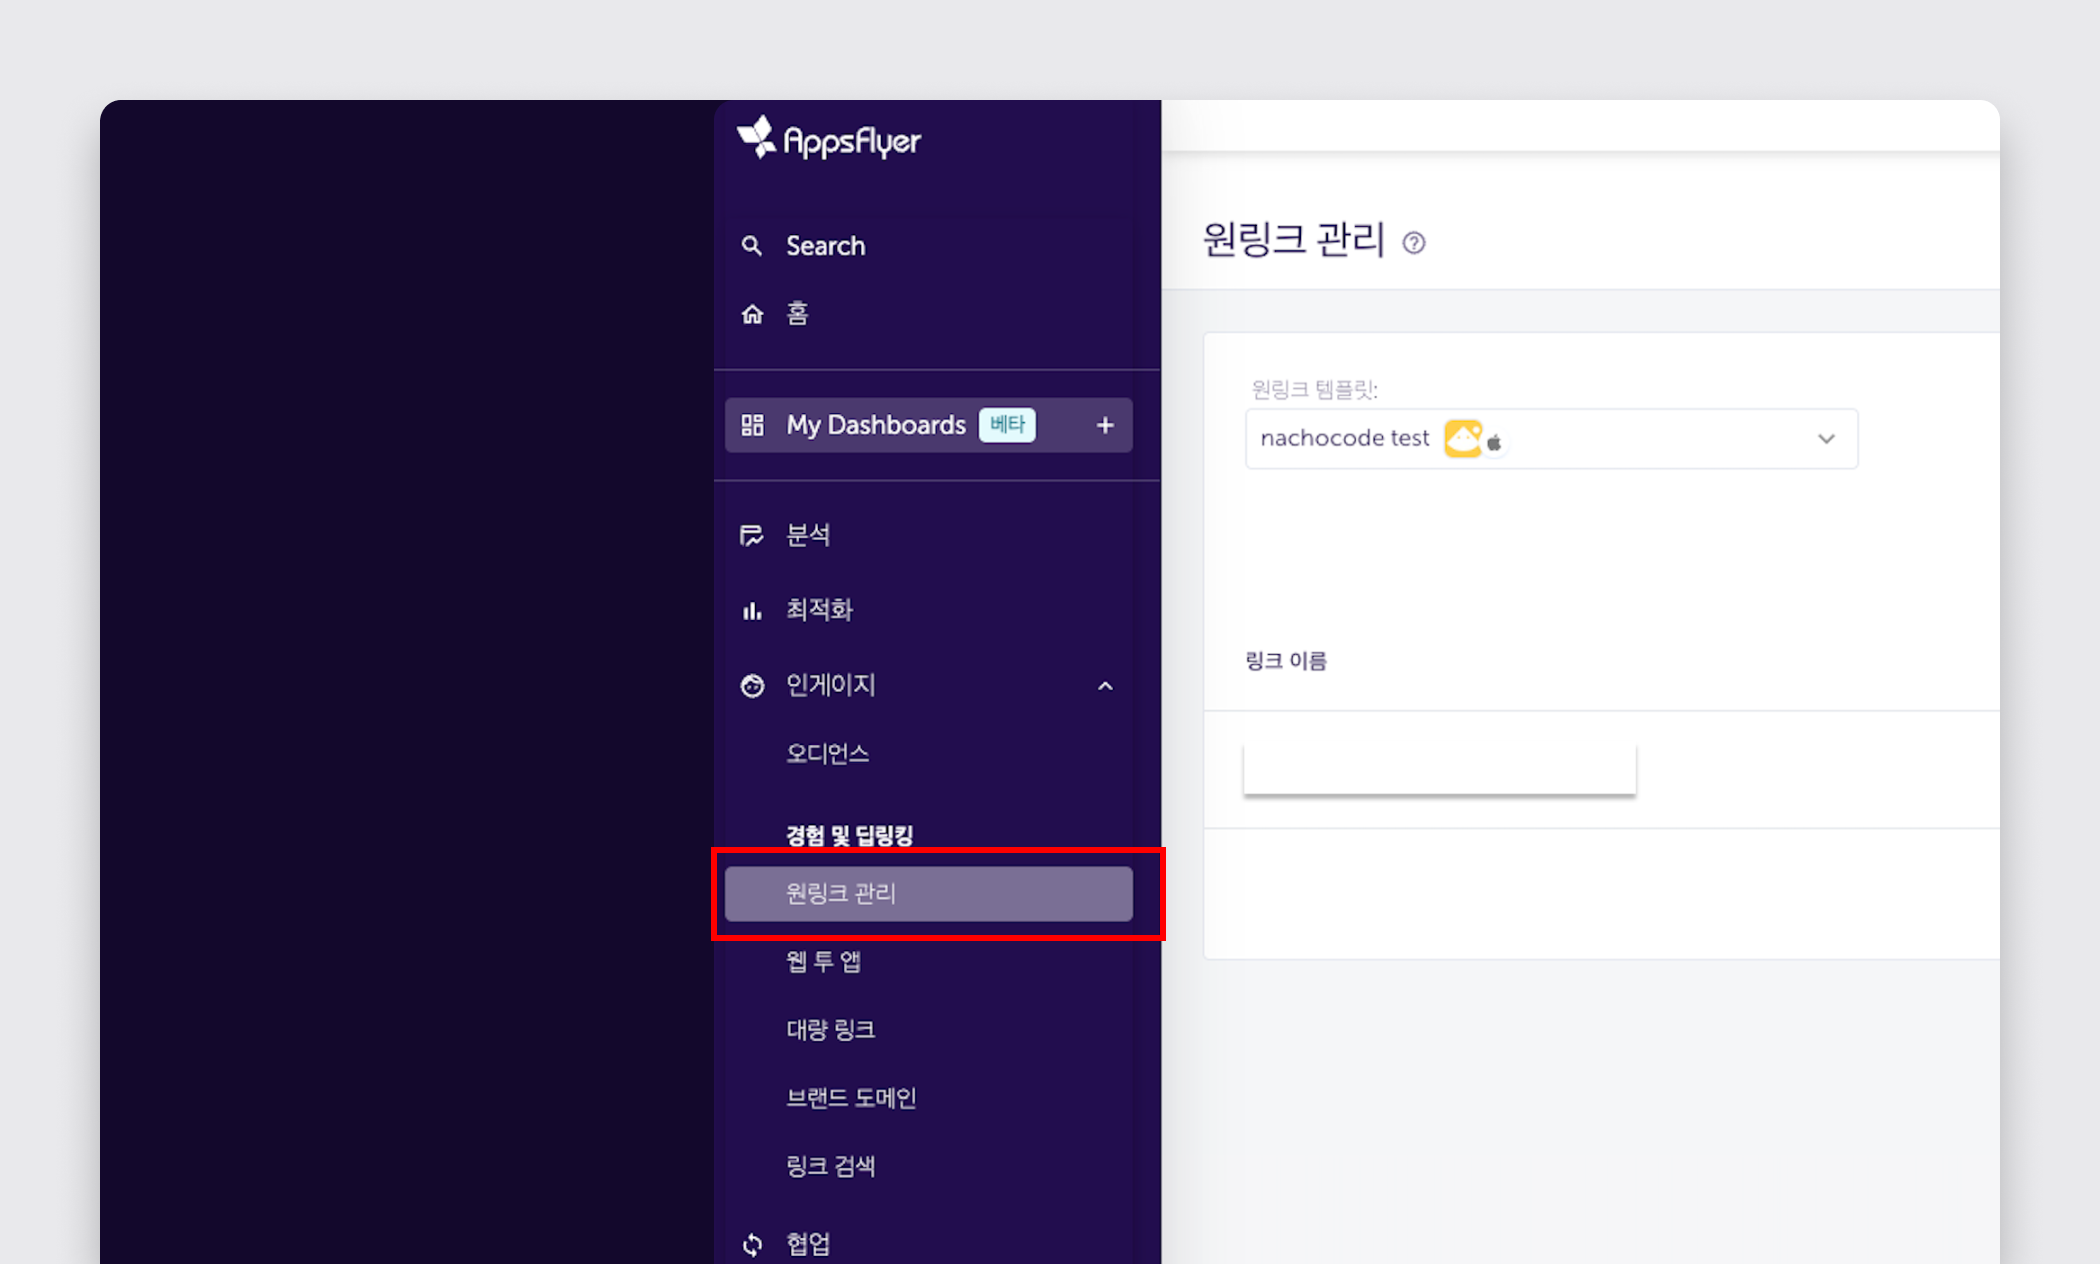 AppsFlyer
Search
홈
My Dashboards 베타 +
분석
최적화
인게이지
오디언스
경험 및 딥링킹
원링크 관리
웹 투 앱
대량 링크
브랜드 도메인
링크 검색
협업
원링크 관리 ?
원링크 템플릿:
nachocode test
링크 이름